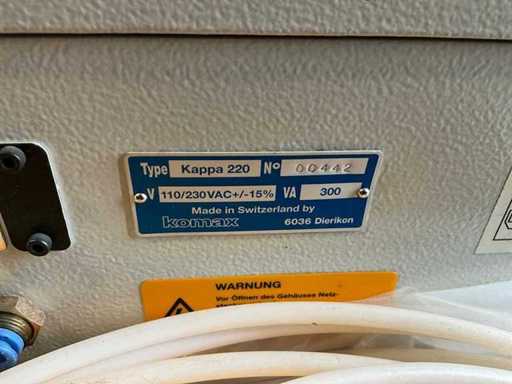 Type Kappa 220 No 00442
V 110/230VAC+/-15% VA 300
Made in Switzerland by
komax 6036 Dierikon
WARNUNG
Vor Öffnen des Gehäuses Netz-